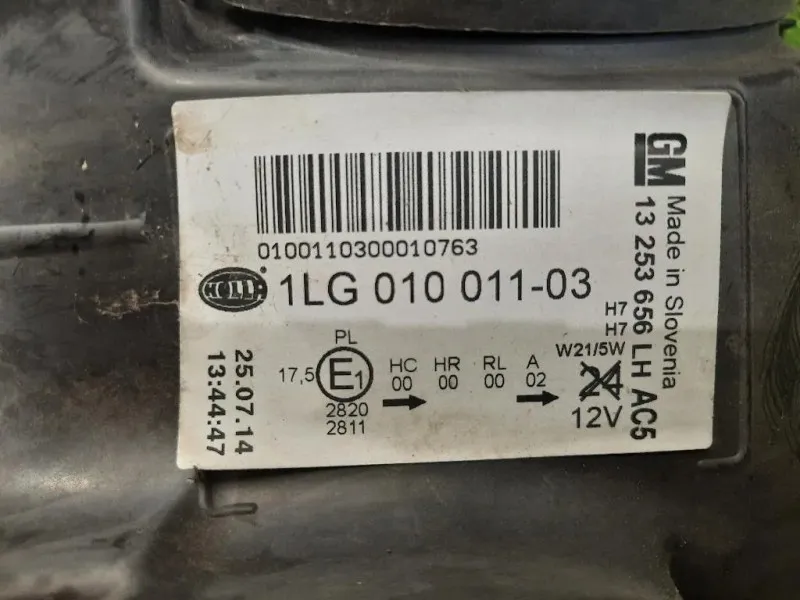 0100110300010763
HELLA 1LG 010 011-03
25.07.14
13:44:47
PL
17,5 E1
2820
2811
HC
00
HR
00
RL
00
A
02
H7
H7
W21/5W
12V
GM
Made in Slovenia
13 253 656 LH AC5